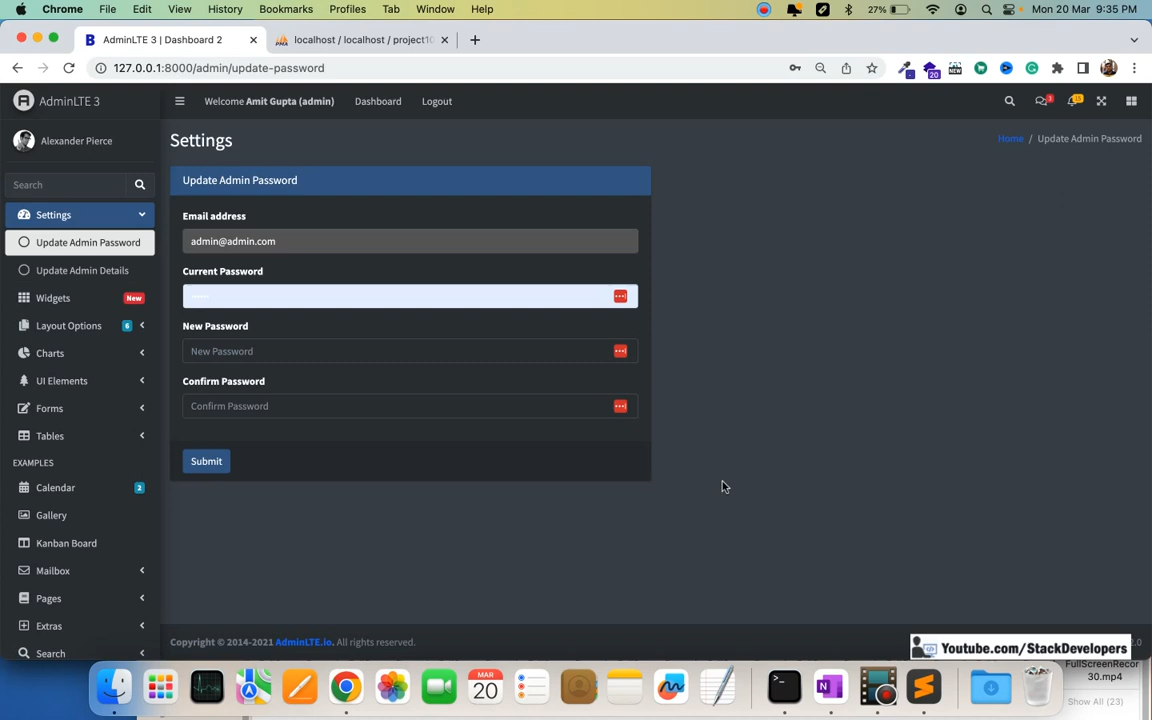 Chrome File Edit View History Bookmarks Profiles Tab Window Help 27% Mon 20 Mar 9:35 PM
AdminLTE 3 | Dashboard 2
localhost / localhost / project10
127.0.0.1:8000/admin/update-password
20
NEW
AdminLTE 3
Welcome Amit Gupta (admin) Dashboard Logout
3
15
Alexander Pierce
Settings
Home / Update Admin Password
Search
Update Admin Password
Settings
Email address
Update Admin Password
admin@admin.com
Update Admin Details
Current Password
Widgets New
Layout Options 6
New Password
Charts
New Password
UI Elements
Confirm Password
Forms
Confirm Password
Tables
EXAMPLES
Submit
Calendar 2
Gallery
Kanban Board
Mailbox
Pages
Extras
Search
Copyright © 2014-2021 AdminLTE.io. All rights reserved.
Youtube.com/StackDevelopers
FullScreenRecor
30.mp4
Show All (23)
MAR
20